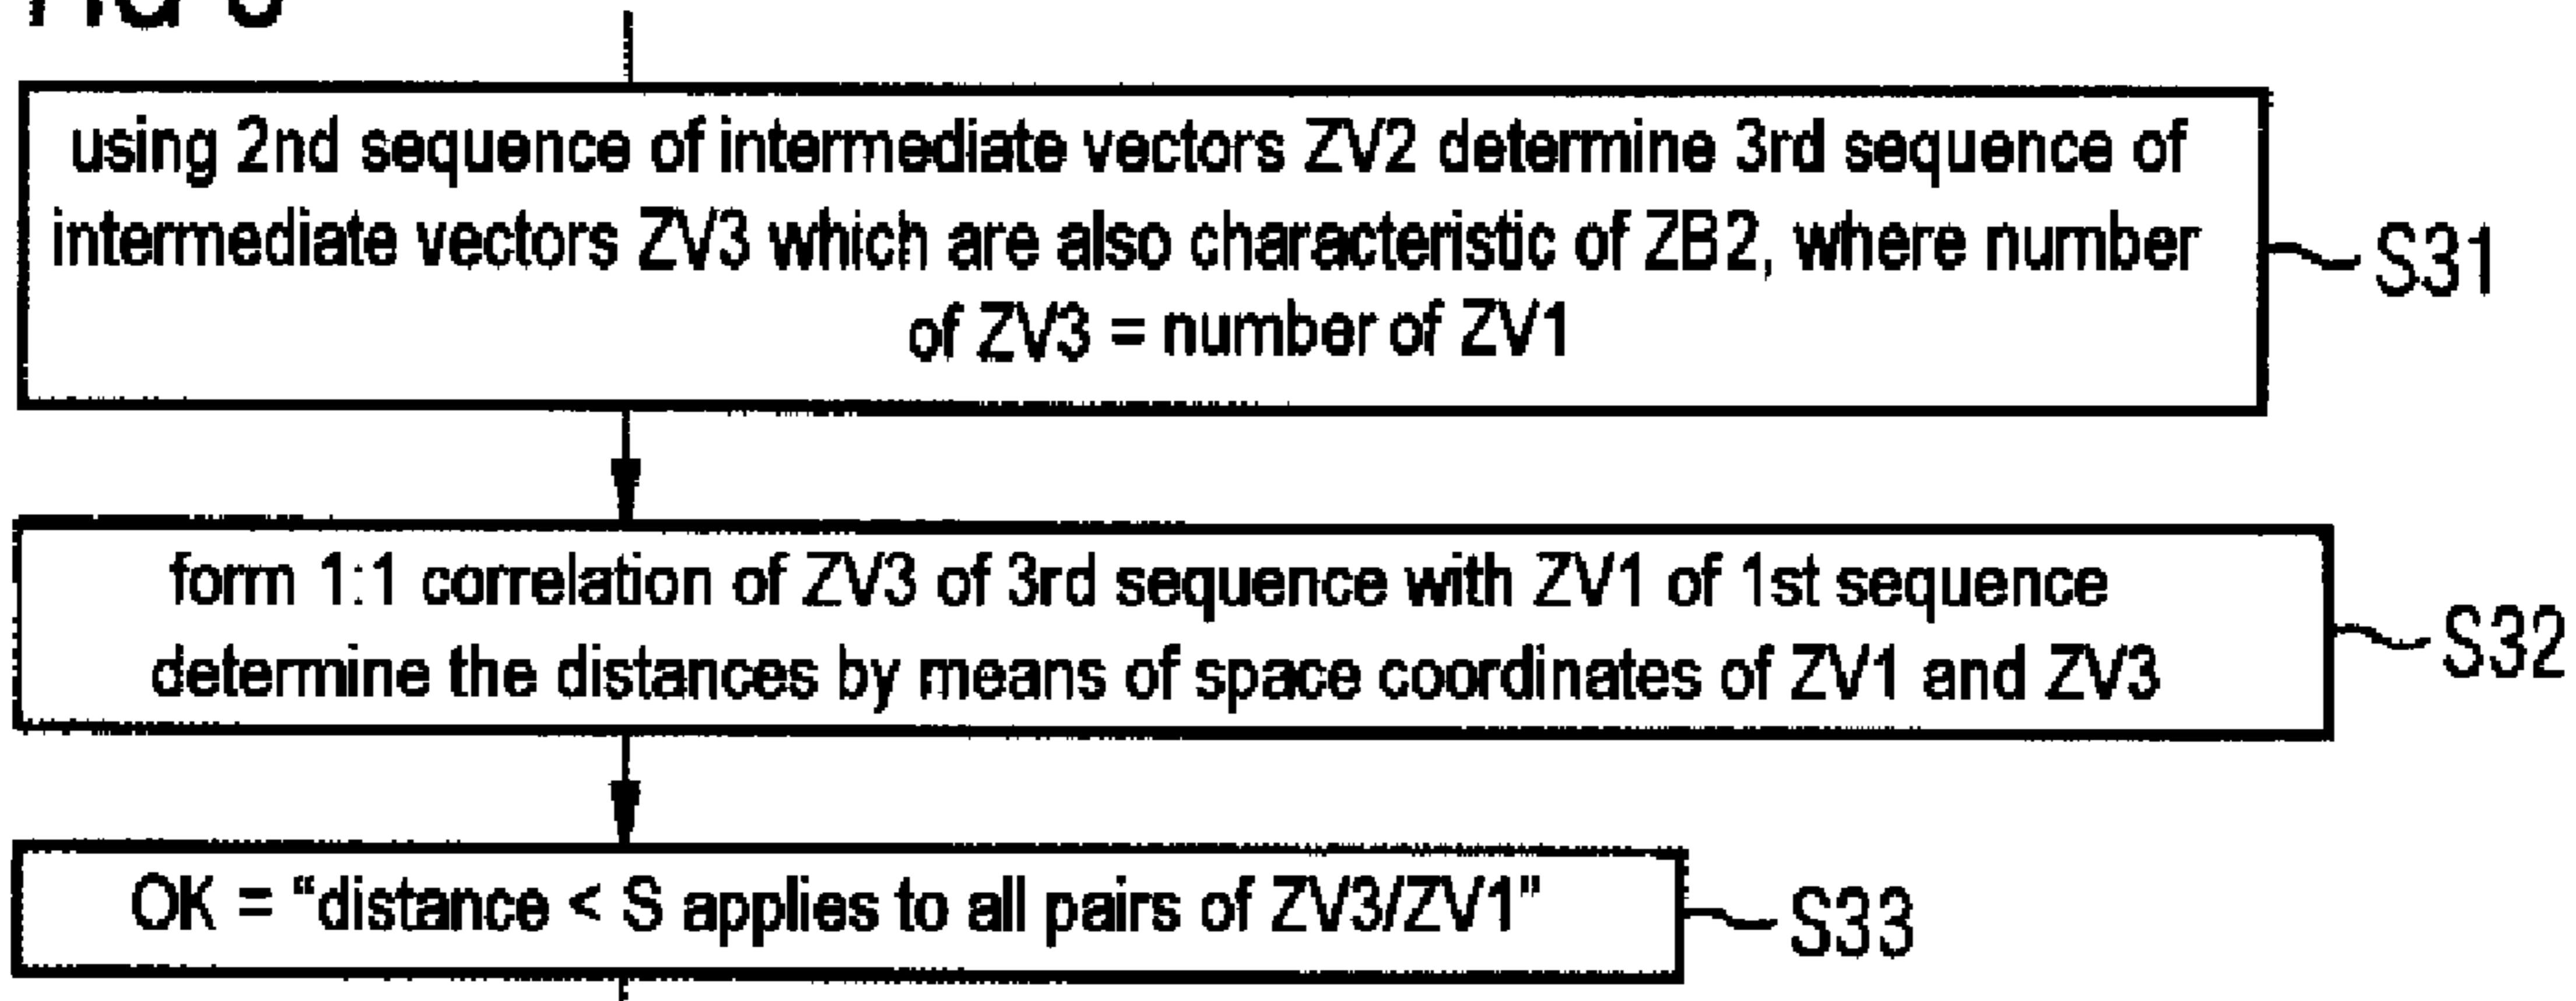 using 2nd sequence of intermediate vectors ZV2 determine 3rd sequence of
intermediate vectors ZV3 which are also characteristic of ZB2, where number
of ZV3 = number of ZV1
S31
form 1:1 correlation of ZV3 of 3rd sequence with ZV1 of 1st sequence
determine the distances by means of space coordinates of ZV1 and ZV3
S32
OK = “distance < S applies to all pairs of ZV3/ZV1”
S33